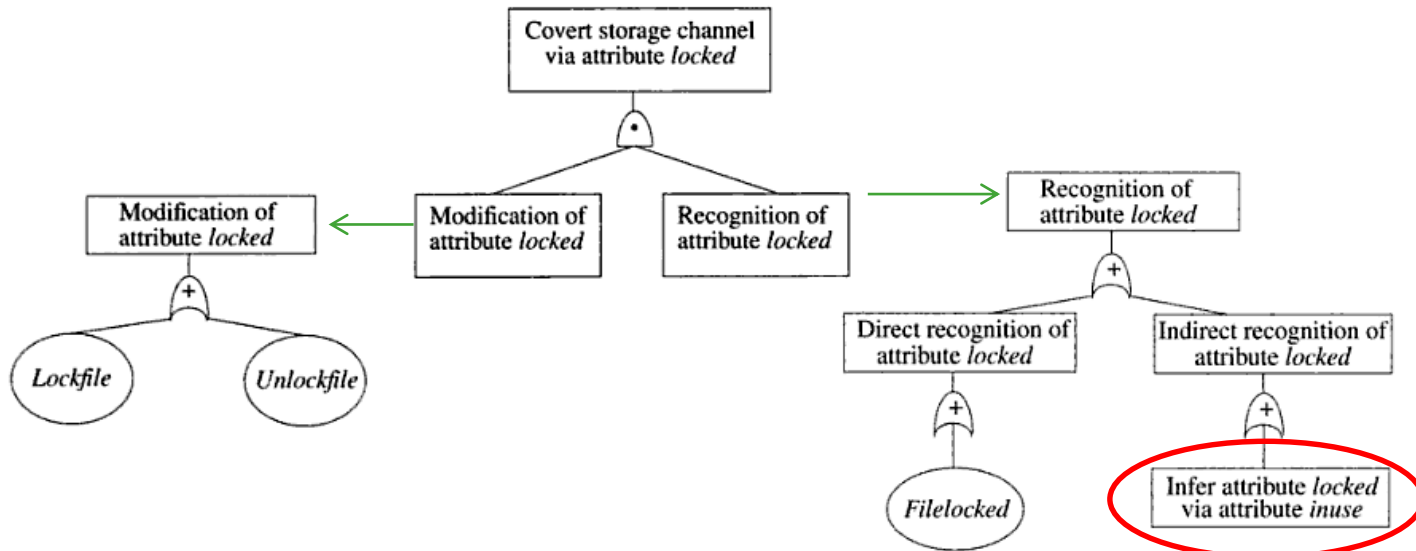 Covert storage channel
via attribute locked
•
Modification of
attribute locked
Modification of
attribute locked
Recognition of
attribute locked
Recognition of
attribute locked
+
+
Lockfile
Unlockfile
Direct recognition of
attribute locked
Indirect recognition of
attribute locked
+
+
Filelocked
Infer attribute locked
via attribute inuse